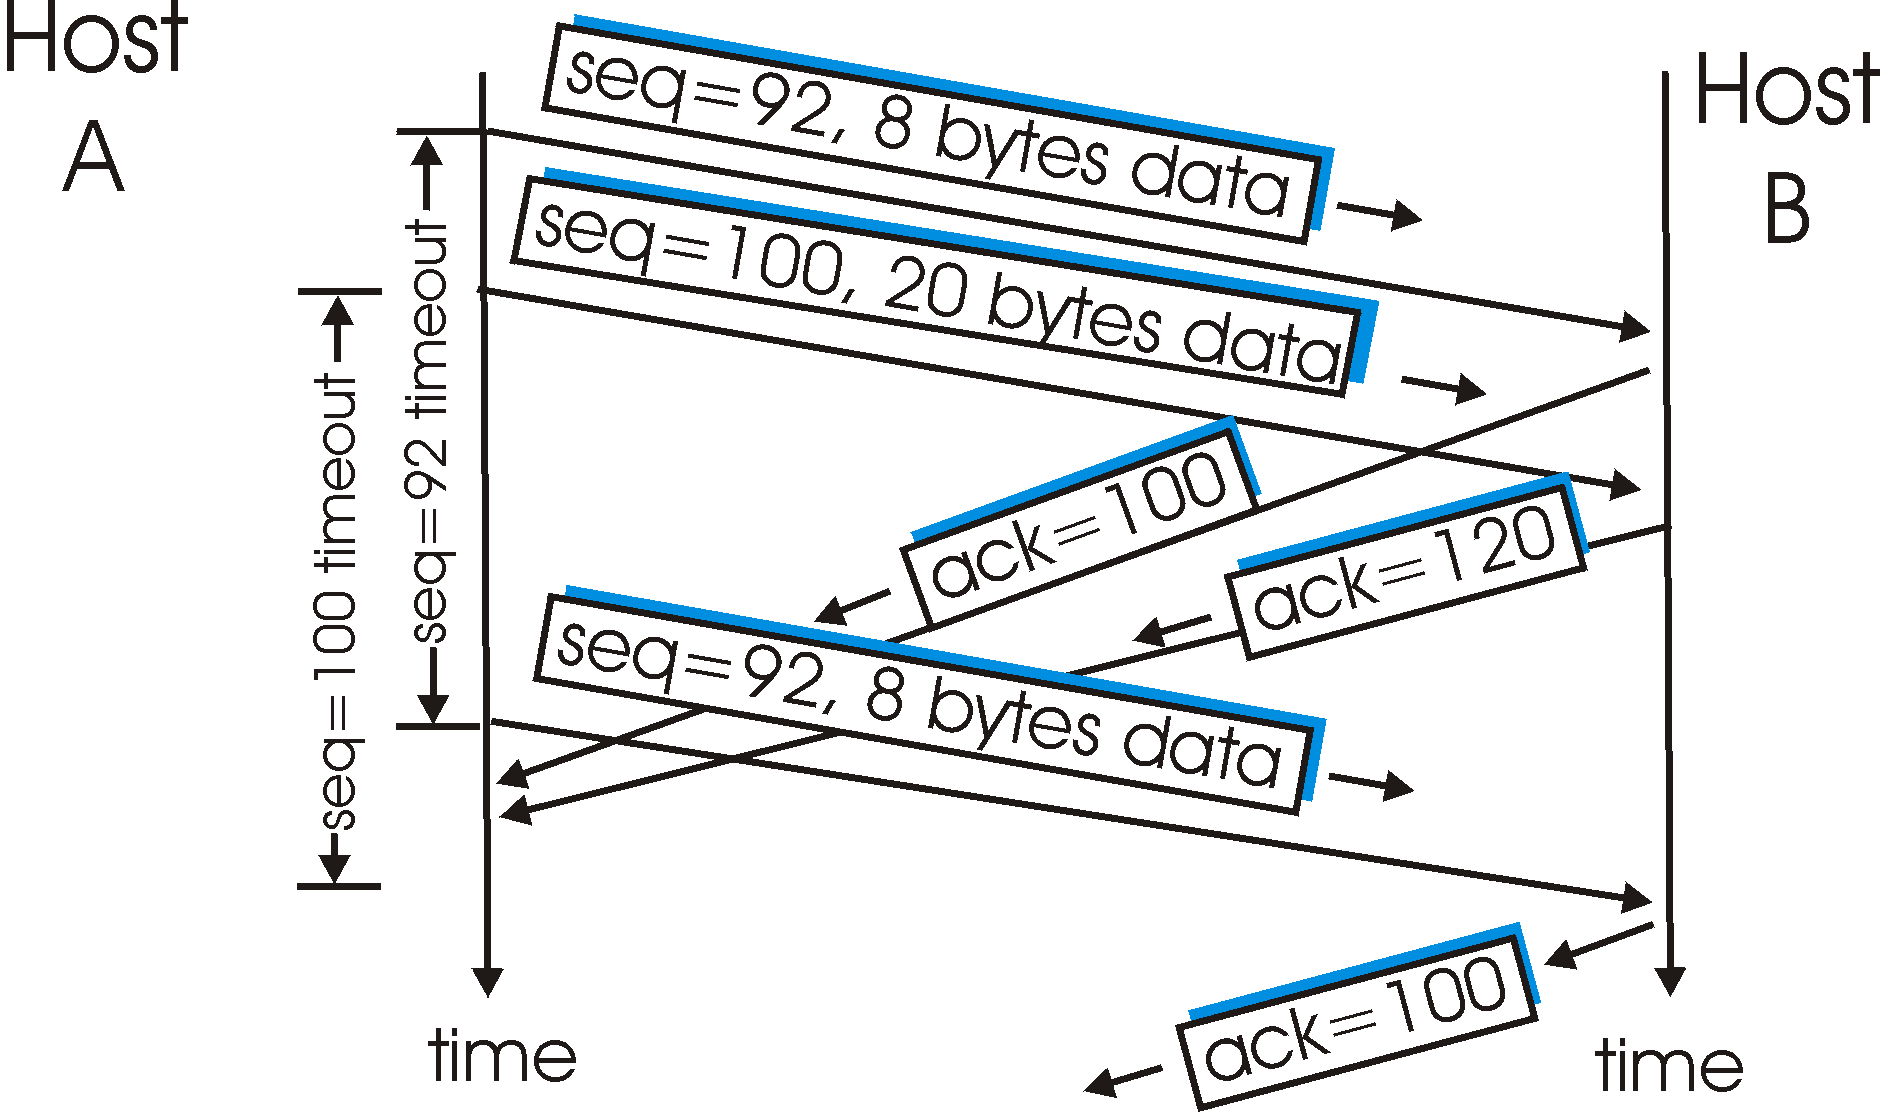 Host
A
Host
B
seq=92, 8 bytes data
seq=100, 20 bytes data
seq=100 timeout
seq=92 timeout
ack=100
ack=120
seq=92, 8 bytes data
ack=100
time
time